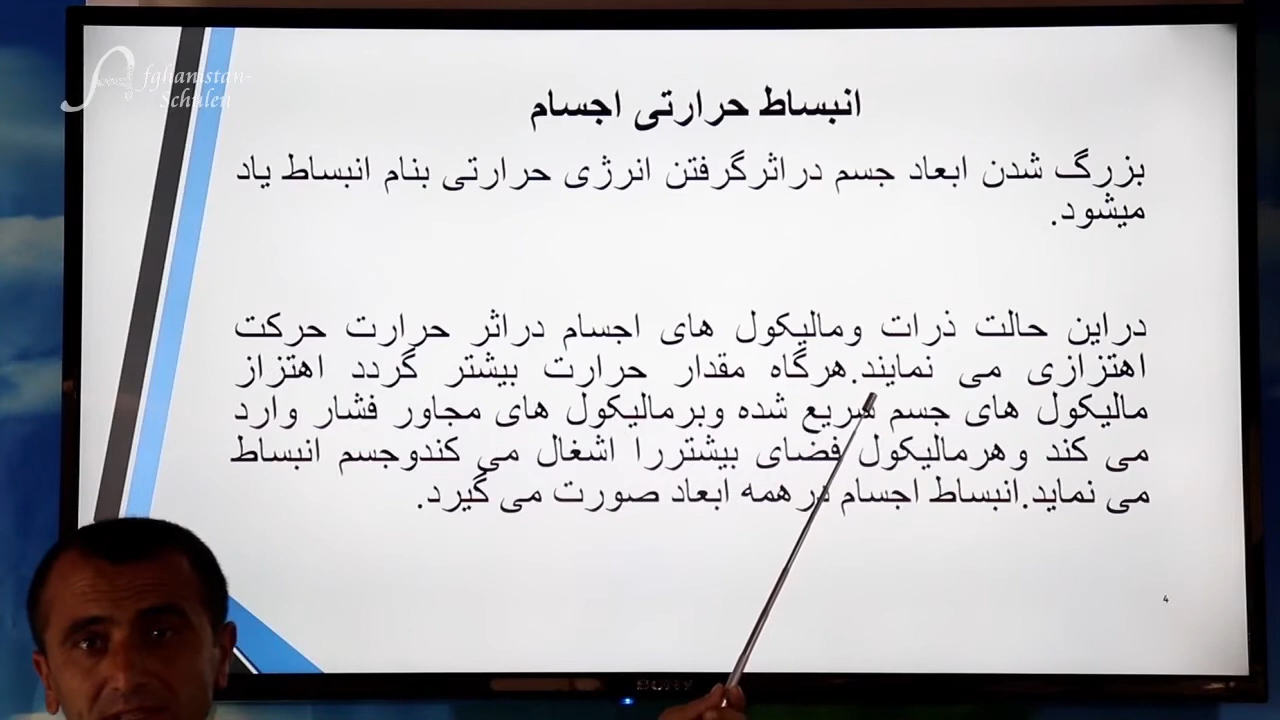 Afghanistan-
Schulen
انبساط حرارتی اجسام
بزرگ شدن ابعاد جسم دراثرگرفتن انرژی حرارتی بنام انبساط یاد
میشود.
دراین حالت ذرات ومالیکول های اجسام دراثر حرارت حرکت
اهتزازی می نمایند.هرگاه مقدار حرارت بیشتر گردد اهتزاز
مالیکول های جسم سریع شده وبرمالیکول های مجاور فشار وارد
می کند وهرمالیکول فضای بیشتررا اشغال می کندوجسم انبساط
می نماید.انبساط اجسام درهمه ابعاد صورت می گیرد.
4
SONY